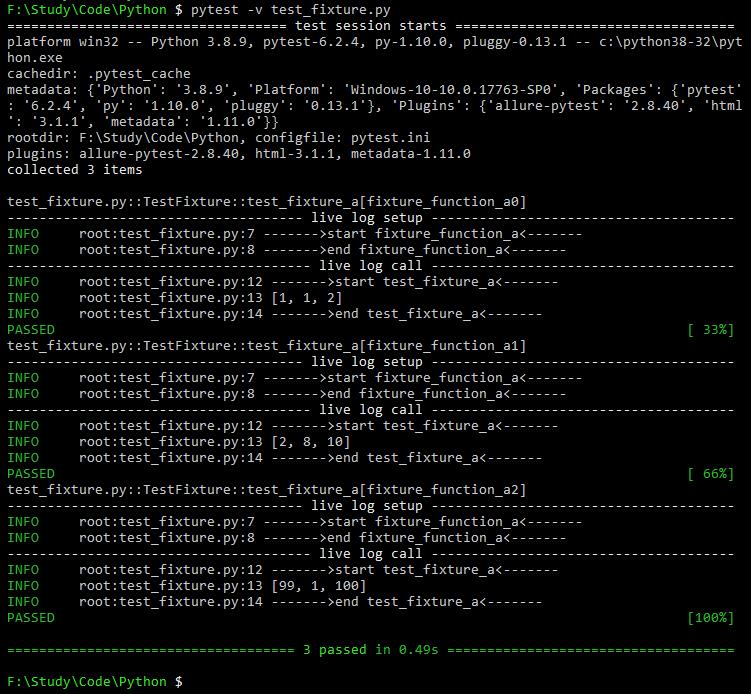 F:\Study\Code\Python $ pytest -v test_fixture.py
=================================== test session starts ===================================
platform win32 -- Python 3.8.9, pytest-6.2.4, py-1.10.0, pluggy-0.13.1 -- c:\python38-32\pyt
hon.exe
cachedir: .pytest_cache
metadata: {'Python': '3.8.9', 'Platform': 'Windows-10-10.0.17763-SP0', 'Packages': {'pytest'
: '6.2.4', 'py': '1.10.0', 'pluggy': '0.13.1'}, 'Plugins': {'allure-pytest': '2.8.40', 'html
': '3.1.1', 'metadata': '1.11.0'}}
rootdir: F:\Study\Code\Python, configfile: pytest.ini
plugins: allure-pytest-2.8.40, html-3.1.1, metadata-1.11.0
collected 3 items
test_fixture.py::TestFixture::test_fixture_a[fixture_function_a0]
------------------------------------- live log setup --------------------------------------
INFO     root:test_fixture.py:7 ------->start fixture_function_a<-------
INFO     root:test_fixture.py:8 ------->end fixture_function_a<-------
-------------------------------------- live log call --------------------------------------
INFO     root:test_fixture.py:12 ------->start test_fixture_a<-------
INFO     root:test_fixture.py:13 [1, 1, 2]
INFO     root:test_fixture.py:14 ------->end test_fixture_a<-------
PASSED                                                                               [ 33%]
test_fixture.py::TestFixture::test_fixture_a[fixture_function_a1]
------------------------------------- live log setup --------------------------------------
INFO     root:test_fixture.py:7 ------->start fixture_function_a<-------
INFO     root:test_fixture.py:8 ------->end fixture_function_a<-------
-------------------------------------- live log call --------------------------------------
INFO     root:test_fixture.py:12 ------->start test_fixture_a<-------
INFO     root:test_fixture.py:13 [2, 8, 10]
INFO     root:test_fixture.py:14 ------->end test_fixture_a<-------
PASSED                                                                               [ 66%]
test_fixture.py::TestFixture::test_fixture_a[fixture_function_a2]
------------------------------------- live log setup --------------------------------------
INFO     root:test_fixture.py:7 ------->start fixture_function_a<-------
INFO     root:test_fixture.py:8 ------->end fixture_function_a<-------
-------------------------------------- live log call --------------------------------------
INFO     root:test_fixture.py:12 ------->start test_fixture_a<-------
INFO     root:test_fixture.py:13 [99, 1, 100]
INFO     root:test_fixture.py:14 ------->end test_fixture_a<-------
PASSED                                                                               [100%]
==================================== 3 passed in 0.49s ====================================
F:\Study\Code\Python $